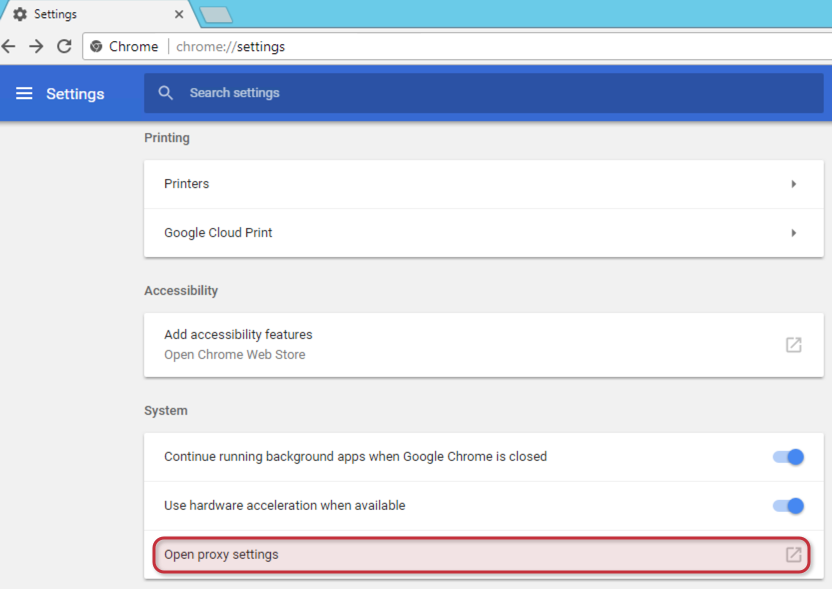 Settings
Chrome | chrome://settings
Settings
Search settings
Printing
Printers
Google Cloud Print
Accessibility
Add accessibility features
Open Chrome Web Store
System
Continue running background apps when Google Chrome is closed
Use hardware acceleration when available
Open proxy settings